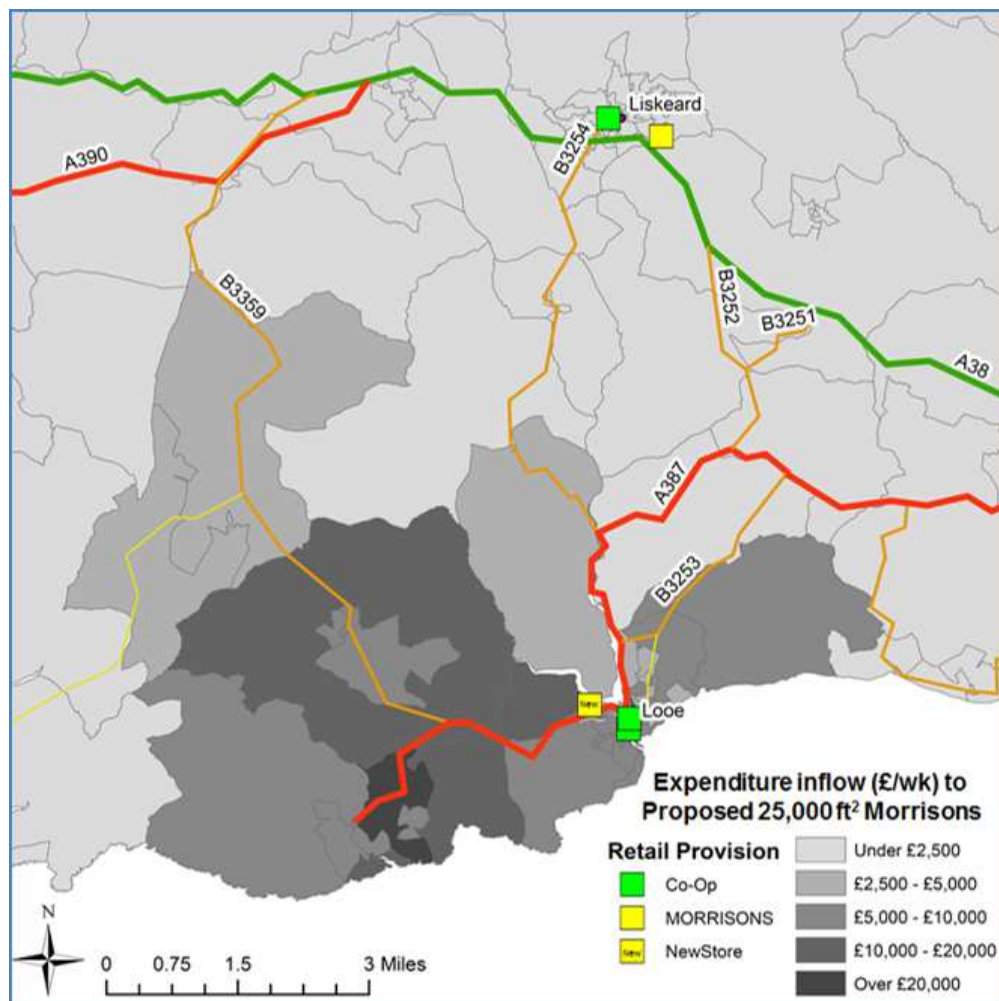 Liskeard
B3254
A390
B3359
B3252
B3251
A38
A387
B3253
New
Looe
Expenditure inflow (£/wk) to
Proposed 25,000 ft² Morrisons
Retail Provision
Co-Op
MORRISONS
New NewStore
Under £2,500
£2,500 - £5,000
£5,000 - £10,000
£10,000 - £20,000
Over £20,000
N
0 0.75 1.5 3 Miles